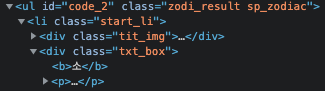 ▼<ul id="code_2" class="zodi_result sp_zodiac">
▼<li class="start_li">
▶<div class="tit_img">…</div>
▼<div class="txt_box">
<b>소</b>
▶<p>…</p>